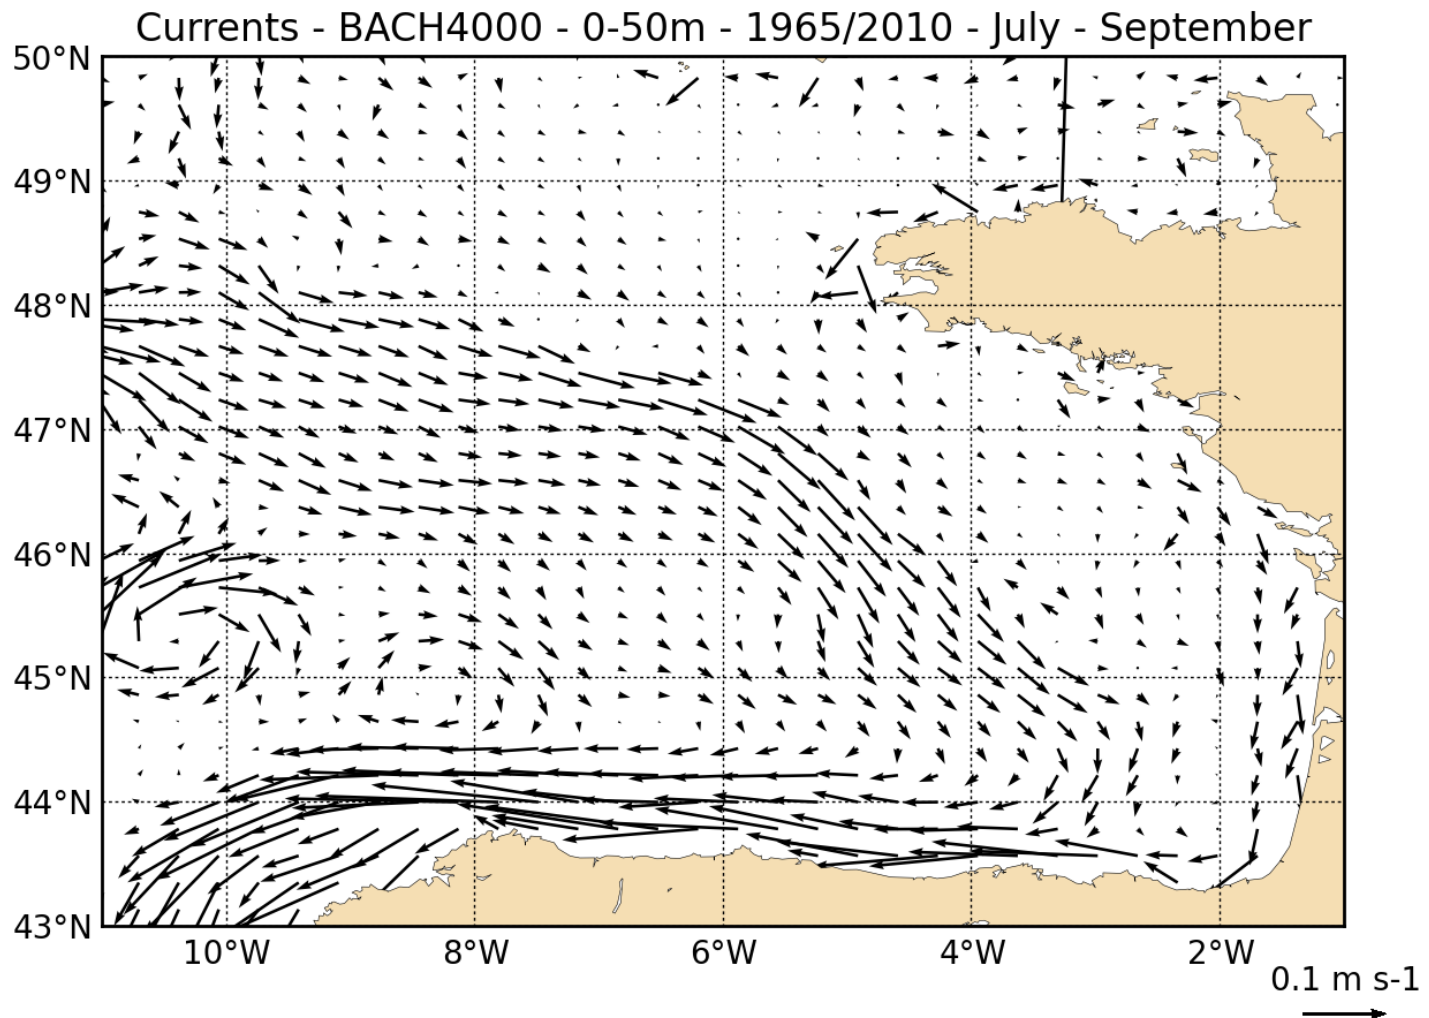 Currents - BACH4000 - 0-50m - 1965/2010 - July - September
50°N
49°N
48°N
47°N
46°N
45°N
44°N
43°N
10°W 8°W 6°W 4°W 2°W
0.1 m s-1